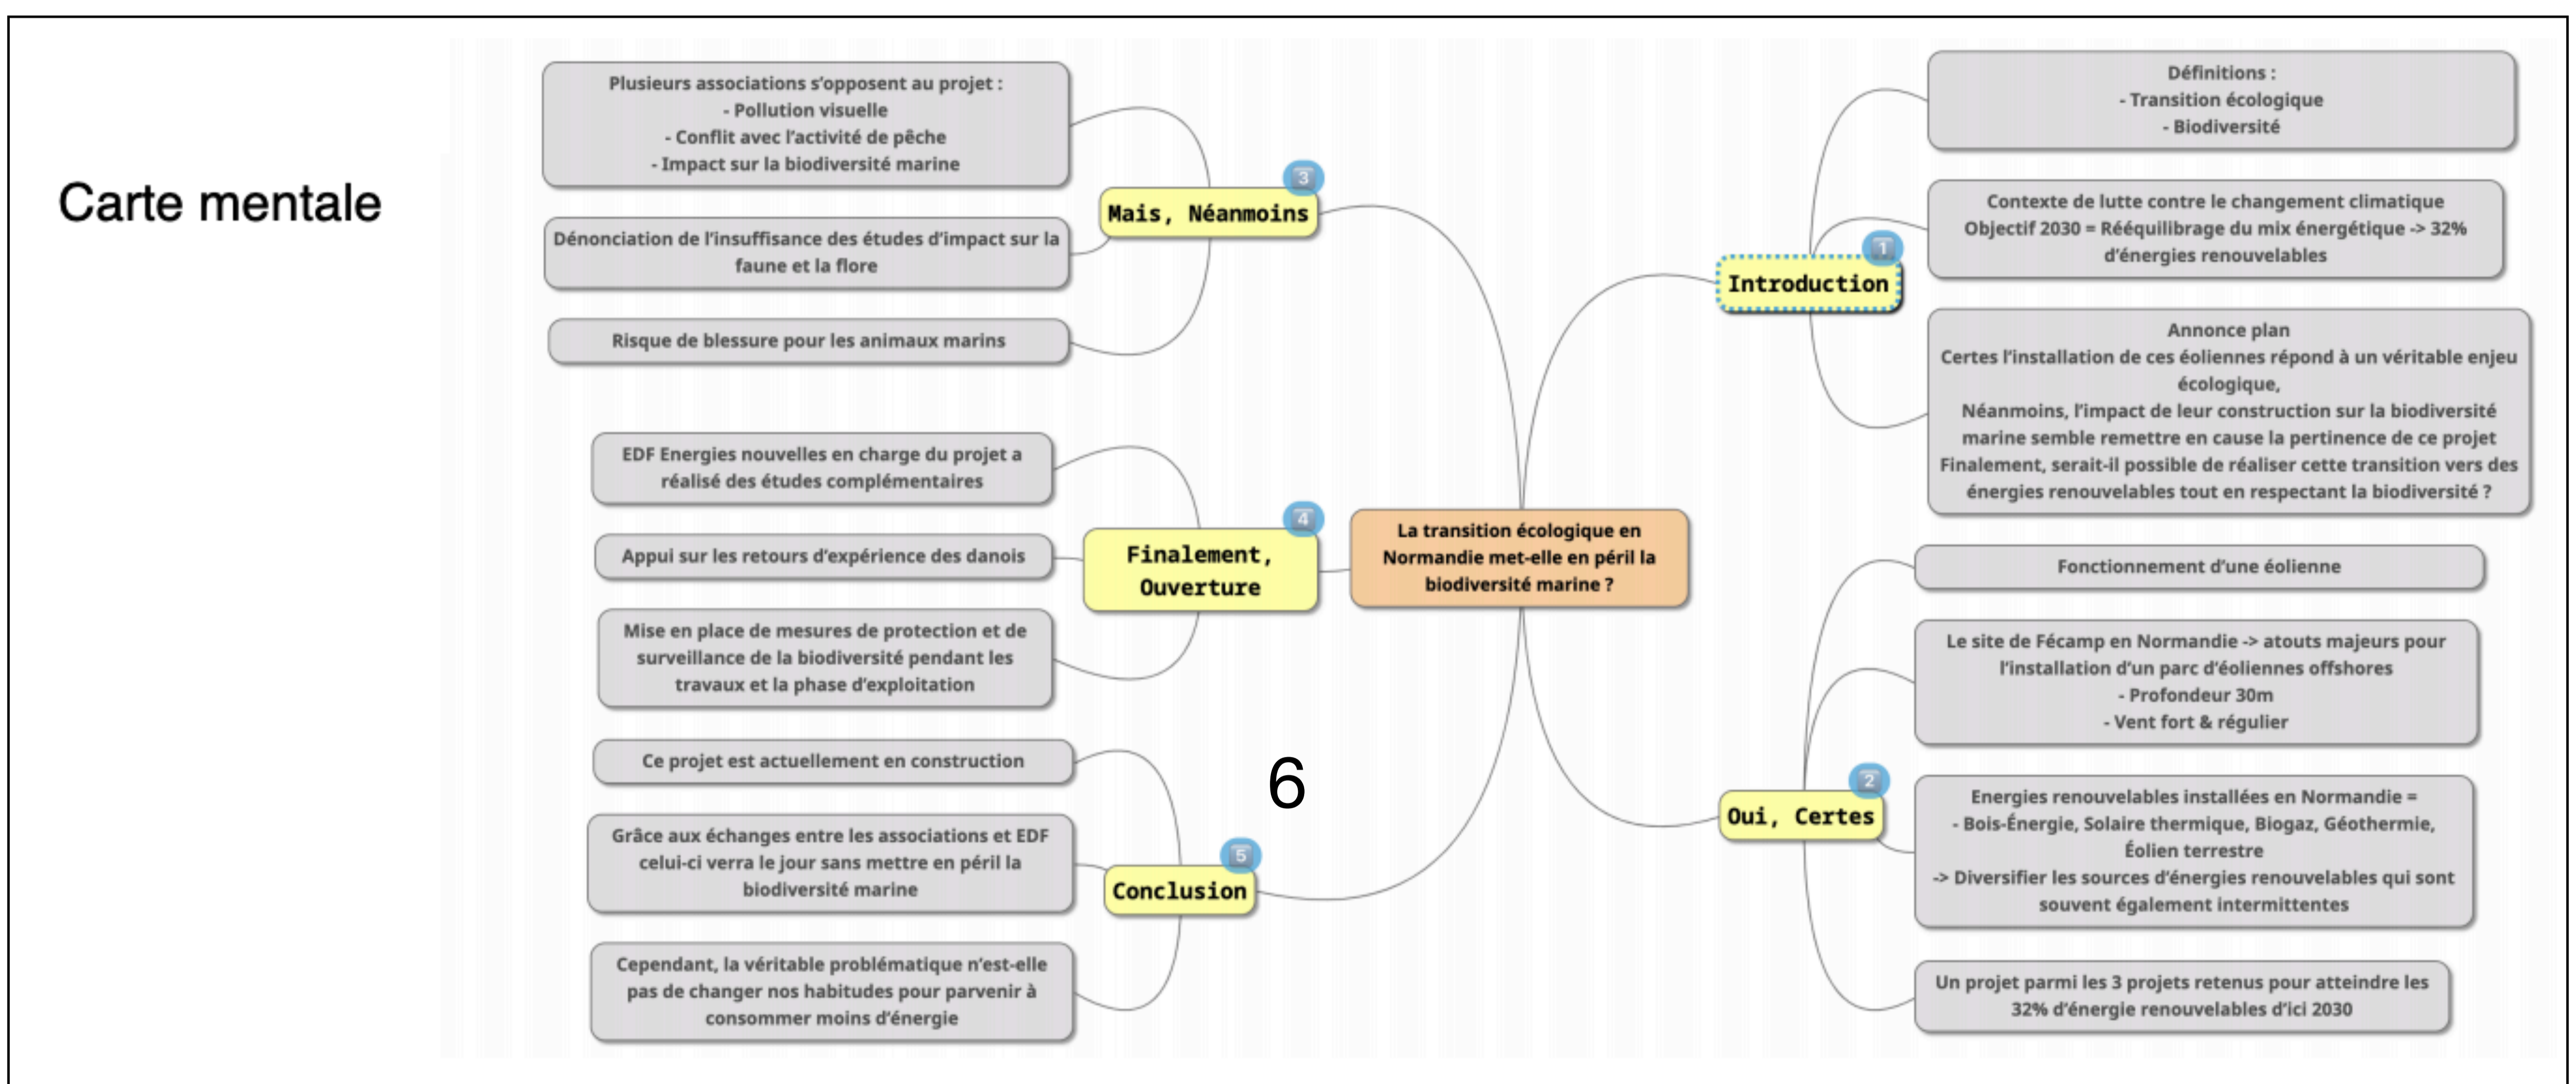 Carte mentale
La transition écologique en
Normandie met-elle en péril la
biodiversité marine ?
1
Introduction
Définitions :
- Transition écologique
- Biodiversité
Contexte de lutte contre le changement climatique
Objectif 2030 = Rééquilibrage du mix énergétique -> 32%
d’énergies renouvelables
Annonce plan
Certes l’installation de ces éoliennes répond à un véritable enjeu
écologique,
Néanmoins, l’impact de leur construction sur la biodiversité
marine semble remettre en cause la pertinence de ce projet
Finalement, serait-il possible de réaliser cette transition vers des
énergies renouvelables tout en respectant la biodiversité ?
2
Oui, Certes
Fonctionnement d’une éolienne
Le site de Fécamp en Normandie -> atouts majeurs pour
l’installation d’un parc d’éoliennes offshores
- Profondeur 30m
- Vent fort & régulier
Energies renouvelables installées en Normandie =
- Bois-Énergie, Solaire thermique, Biogaz, Géothermie,
Éolien terrestre
-> Diversifier les sources d’énergies renouvelables qui sont
souvent également intermittentes
Un projet parmi les 3 projets retenus pour atteindre les
32% d’énergie renouvelables d’ici 2030
3
Mais, Néanmoins
Plusieurs associations s’opposent au projet :
- Pollution visuelle
- Conflit avec l’activité de pêche
- Impact sur la biodiversité marine
Dénonciation de l’insuffisance des études d’impact sur la
faune et la flore
Risque de blessure pour les animaux marins
4
Finalement,
Ouverture
EDF Energies nouvelles en charge du projet a
réalisé des études complémentaires
Appui sur les retours d’expérience des danois
Mise en place de mesures de protection et de
surveillance de la biodiversité pendant les
travaux et la phase d’exploitation
5
Conclusion
Ce projet est actuellement en construction
Grâce aux échanges entre les associations et EDF
celui-ci verra le jour sans mettre en péril la
biodiversité marine
Cependant, la véritable problématique n’est-elle
pas de changer nos habitudes pour parvenir à
consommer moins d’énergie
6